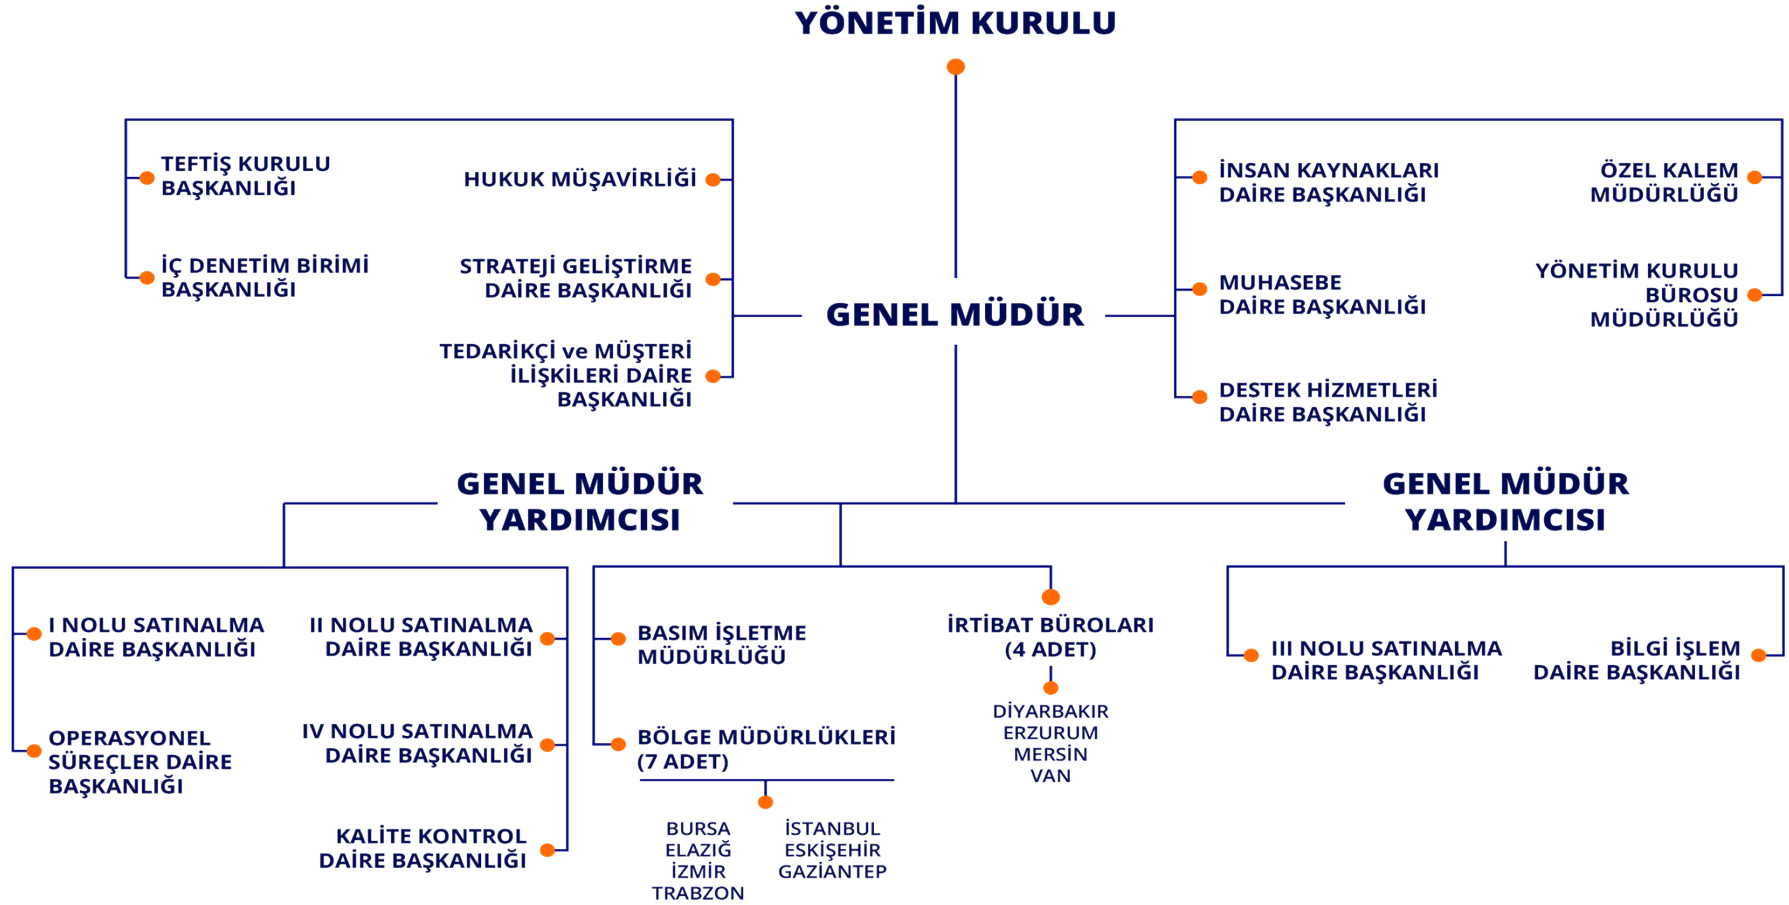 YÖNETİM KURULU
TEFTİŞ KURULU
BAŞKANLIĞI
İÇ DENETİM BİRİMİ
BAŞKANLIĞI
HUKUK MÜŞAVİRLİĞİ
STRATEJİ GELİŞTİRME
DAİRE BAŞKANLIĞI
TEDARİKÇİ ve MÜŞTERİ
İLİŞKİLERİ DAİRE
BAŞKANLIĞI
GENEL MÜDÜR
İNSAN KAYNAKLARI
DAİRE BAŞKANLIĞI
MUHASEBE
DAİRE BAŞKANLIĞI
DESTEK HİZMETLERİ
DAİRE BAŞKANLIĞI
ÖZEL KALEM
MÜDÜRLÜĞÜ
YÖNETİM KURULU
BÜROSU
MÜDÜRLÜĞÜ
GENEL MÜDÜR
YARDIMCISI
I NOLU SATINALMA
DAİRE BAŞKANLIĞI
OPERASYONEL
SÜREÇLER DAİRE
BAŞKANLIĞI
II NOLU SATINALMA
DAİRE BAŞKANLIĞI
IV NOLU SATINALMA
DAİRE BAŞKANLIĞI
KALİTE KONTROL
DAİRE BAŞKANLIĞI
BASIM İŞLETME
MÜDÜRLÜĞÜ
BÖLGE MÜDÜRLÜKLERİ
(7 ADET)
BURSA
ELAZIĞ
İZMİR
TRABZON
İSTANBUL
ESKİŞEHİR
GAZİANTEP
İRTİBAT BÜROLARI
(4 ADET)
DİYARBAKIR
ERZURUM
MERSİN
VAN
GENEL MÜDÜR
YARDIMCISI
III NOLU SATINALMA
DAİRE BAŞKANLIĞI
BİLGİ İŞLEM
DAİRE BAŞKANLIĞI